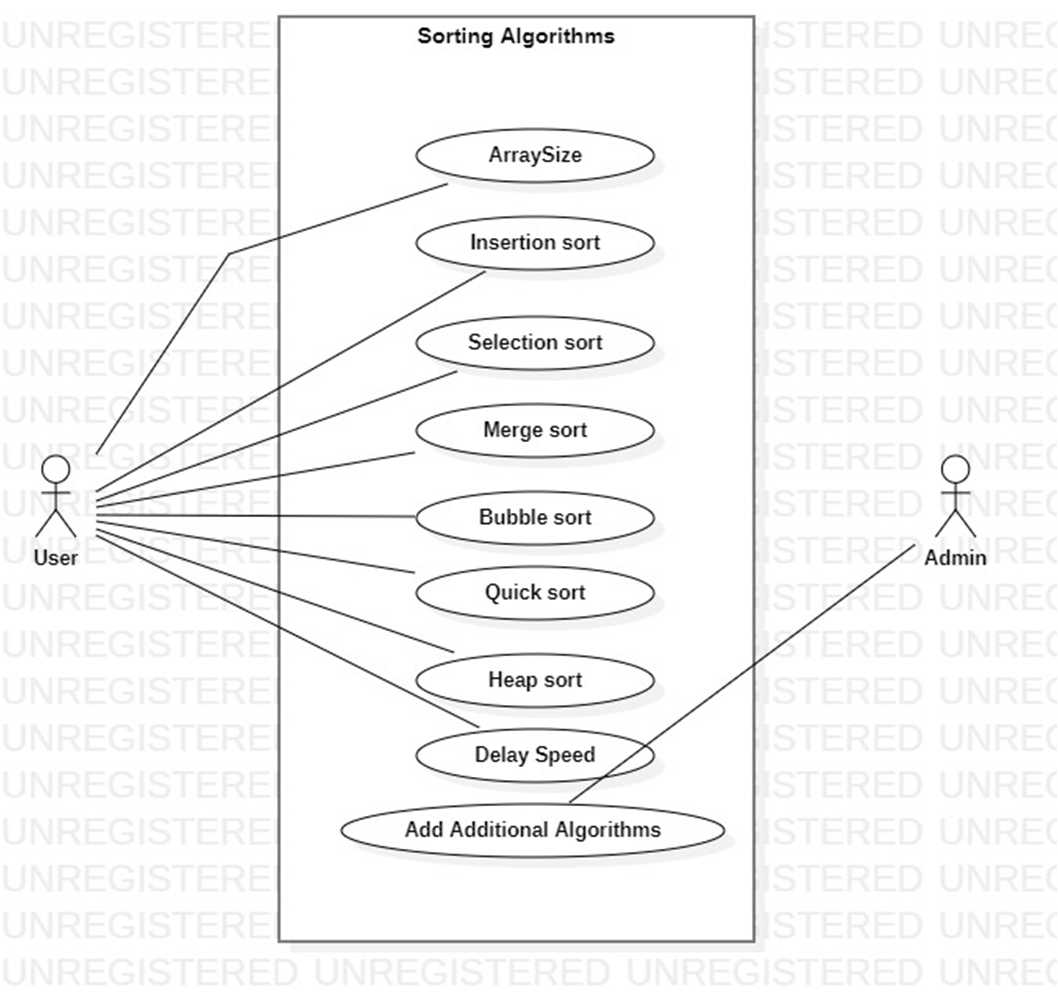 Sorting Algorithms
ArraySize
Insertion sort
Selection sort
Merge sort
Bubble sort
Quick sort
Heap sort
Delay Speed
Add Additional Algorithms
User
Admin
UNREGISTERED UNREGISTERED UNREGISTERED